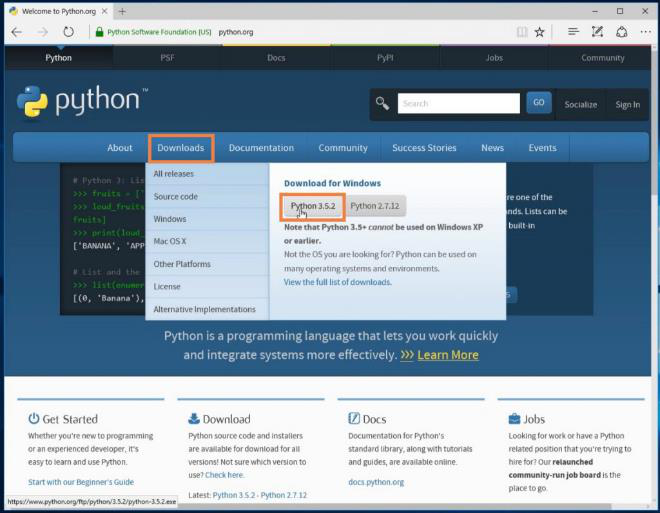 Welcome to Python.org
Python Software Foundation [US] python.org
Python PSF Docs PyPI Jobs Community
python™
Search GO Socialize Sign In
About Downloads Documentation Community Success Stories News Events
All releases
Source code
Windows
Mac OS X
Other Platforms
License
Alternative Implementations
Download for Windows
Python 3.5.2 Python 2.7.12
Note that Python 3.5+ cannot be used on Windows XP
or earlier.
Not the OS you are looking for? Python can be used on
many operating systems and environments.
View the full list of downloads.
# Python 3: Lis
>>> fruits = ['
>>> loud_fruits
fruits]
>>> print(loud_
['BANANA', 'APP
# List and the
>>> list(enumer
[(0, 'Banana'),
re one of the
nds. Lists can be
built-in
5
Python is a programming language that lets you work quickly
and integrate systems more effectively. >>> Learn More
Get Started
Whether you're new to programming
or an experienced developer, it's
easy to learn and use Python.
Start with our Beginner's Guide
Download
Python source code and installers
are available for download for all
versions! Not sure which version to
use? Check here.
Latest: Python 3.5.2 - Python 2.7.12
Docs
Documentation for Python's
standard library, along with tutorials
and guides, are available online.
docs.python.org
Jobs
Looking for work or have a Python
related position that you're trying to
hire for? Our relaunched
community-run job board is the
place to go.
https://www.python.org/ftp/python/3.5.2/python-3.5.2.exe